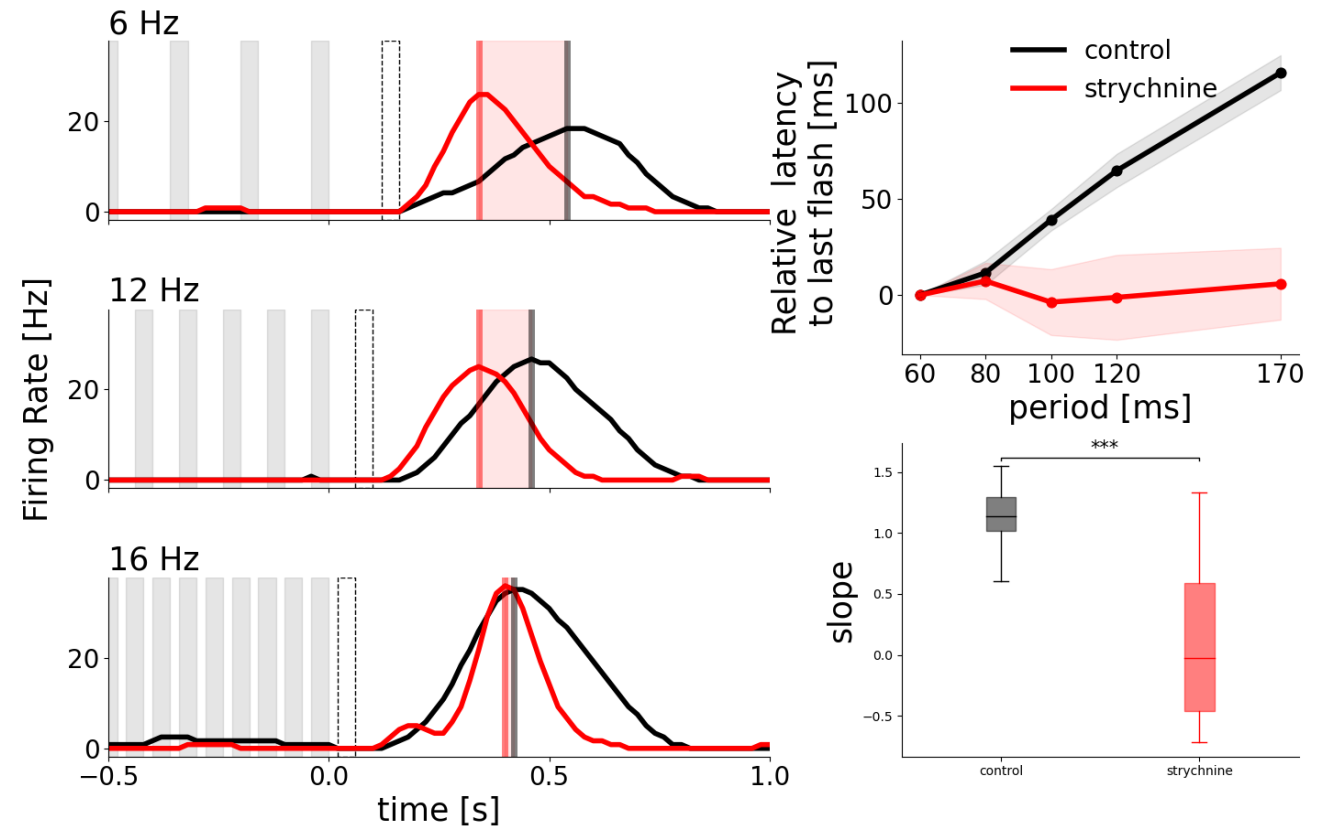 6 Hz
20
0
12 Hz
20
0
16 Hz
20
0
−0.5
0.0
0.5
1.0
time [s]
Firing Rate [Hz]
control
strychnine
Relative latency
to last flash [ms]
100
50
0
60
80
100
120
170
period [ms]
***
slope
1.5
1.0
0.5
0.0
−0.5
control
strychnine